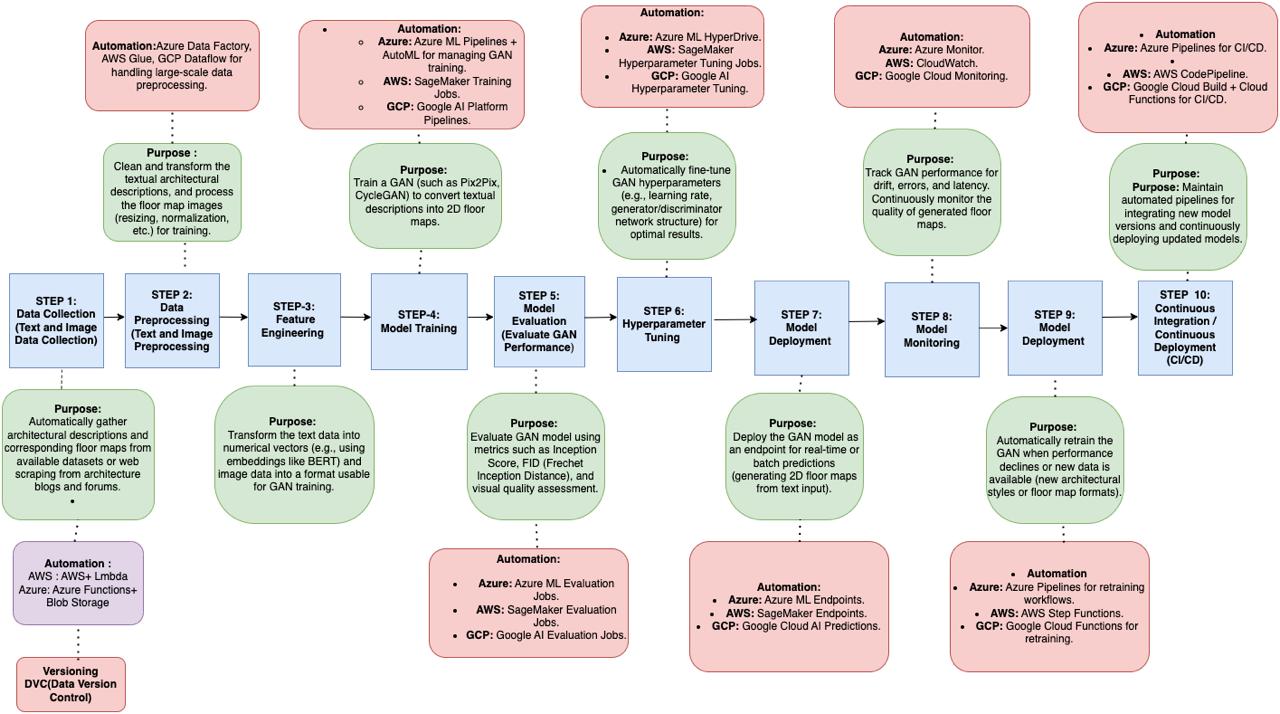 Automation:Azure Data Factory,
AWS Glue, GCP Dataflow for
handling large-scale data
preprocessing.
• Automation:
○ Azure: Azure ML Pipelines +
AutoML for managing GAN
training.
○ AWS: SageMaker Training
Jobs.
○ GCP: Google AI Platform
Pipelines.
Automation:
• Azure: Azure ML HyperDrive.
• AWS: SageMaker
Hyperparameter Tuning Jobs.
• GCP: Google AI
Hyperparameter Tuning.
Automation:
Azure: Azure Monitor.
AWS: CloudWatch.
GCP: Google Cloud Monitoring.
• Automation
• Azure: Azure Pipelines for CI/CD.
•
• AWS: AWS CodePipeline.
• GCP: Google Cloud Build + Cloud
Functions for CI/CD.
Purpose :
Clean and transform the
textual architectural
descriptions, and process
the floor map images
(resizing, normalization,
etc.) for training.
Purpose:
Train a GAN (such as Pix2Pix,
CycleGAN) to convert textual
descriptions into 2D floor
maps.
Purpose:
• Automatically fine-tune
GAN hyperparameters
(e.g., learning rate,
generator/discriminator
network structure) for
optimal results.
Purpose:
Track GAN performance for
drift, errors, and latency.
Continuously monitor the
quality of generated floor
maps.
Purpose:
Purpose: Maintain
automated pipelines for
integrating new model
versions and continuously
deploying updated models.
STEP 1:
Data Collection
(Text and Image
Data Collection)
STEP 2:
Data
Preprocessing
(Text and Image
Preprocessing
STEP-3:
Feature
Engineering
STEP-4:
Model Training
STEP 5:
Model
Evaluation
(Evaluate GAN
Performance)
STEP 6:
Hyperparameter
Tuning
STEP 7:
Model
Deployment
STEP 8:
Model
Monitoring
STEP 9:
Model
Deployment
STEP 10:
Continuous
Integration /
Continuous
Deployment
(CI/CD)
Purpose:
Automatically gather
architectural descriptions and
corresponding floor maps from
available datasets or web
scraping from architecture
blogs and forums.
•
Purpose:
Transform the text data into
numerical vectors (e.g., using
embeddings like BERT) and
image data into a format usable
for GAN training.
Purpose:
Evaluate GAN model using
metrics such as Inception
Score, FID (Frechet
Inception Distance), and
visual quality assessment.
Purpose:
Deploy the GAN model as
an endpoint for real-time or
batch predictions
(generating 2D floor maps
from text input).
Purpose:
Automatically retrain the
GAN when performance
declines or new data is
available (new architectural
styles or floor map formats).
Automation :
AWS : AWS+ Lmbda
Azure: Azure Functions+
Blob Storage
Automation:
• Azure: Azure ML Evaluation
Jobs.
• AWS: SageMaker Evaluation
Jobs.
• GCP: Google AI Evaluation Jobs.
Automation:
• Azure: Azure ML Endpoints.
• AWS: SageMaker Endpoints.
• GCP: Google Cloud AI Predictions.
• Automation
• Azure: Azure Pipelines for retraining
workflows.
• AWS: AWS Step Functions.
• GCP: Google Cloud Functions for
retraining.
Versioning
DVC(Data Version
Control)